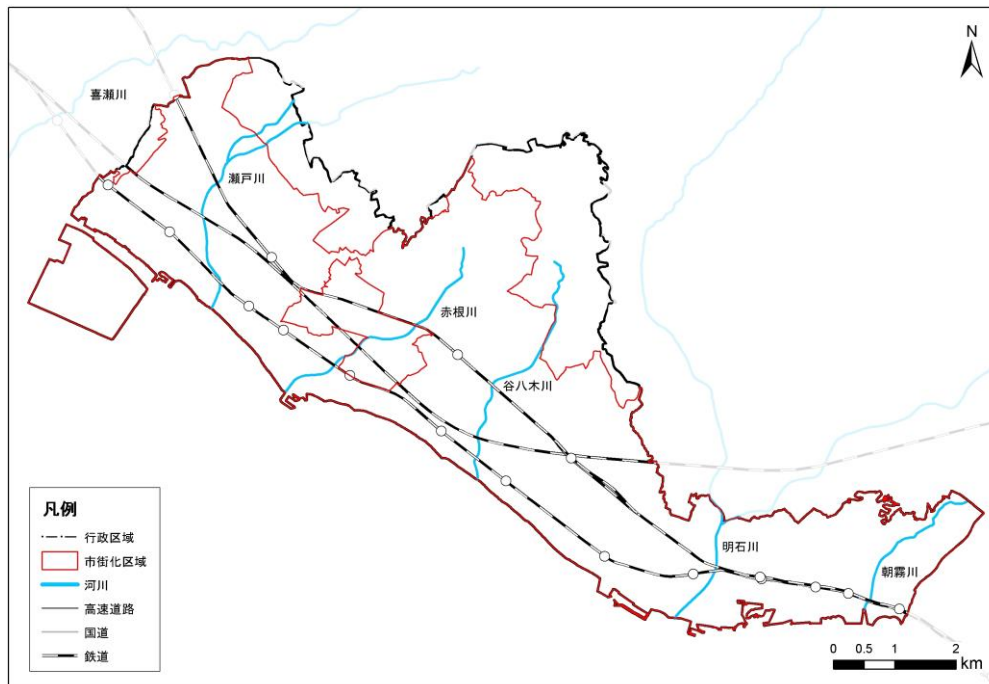 N
喜瀬川
瀬戸川
赤根川
谷八木川
明石川
朝霧川
凡例
行政区域
市街化区域
河川
高速道路
国道
鉄道
0 0.5 1 2
km